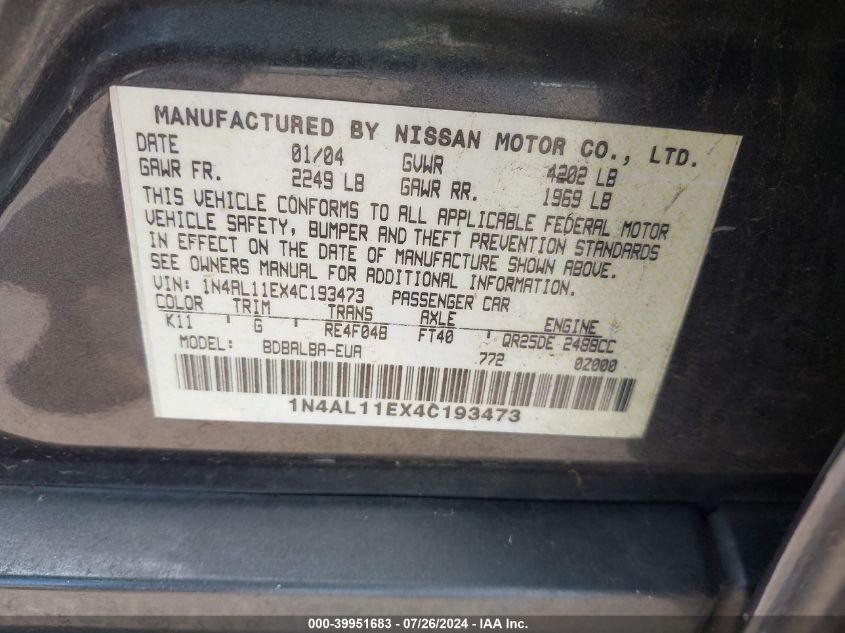 MANUFACTURED BY NISSAN MOTOR CO., LTD.
DATE 01/04 GVWR 4202 LB
GAWR FR. 2249 LB GAWR RR. 1969 LB
THIS VEHICLE CONFORMS TO ALL APPLICABLE FEDERAL MOTOR
VEHICLE SAFETY, BUMPER AND THEFT PREVENTION STANDARDS
IN EFFECT ON THE DATE OF MANUFACTURE SHOWN ABOVE.
SEE OWNERS MANUAL FOR ADDITIONAL INFORMATION.
VIN: 1N4AL11EX4C193473 PASSENGER CAR
COLOR TRIM TRANS AXLE ENGINE
K11 ' G ' RE4F04B FT40 QR25DE 2488CC
MODEL: BDBALBA-EUA 772 02000
1N4AL11EX4C193473
000-39951683 / 07/26/2024 / IAA Inc.